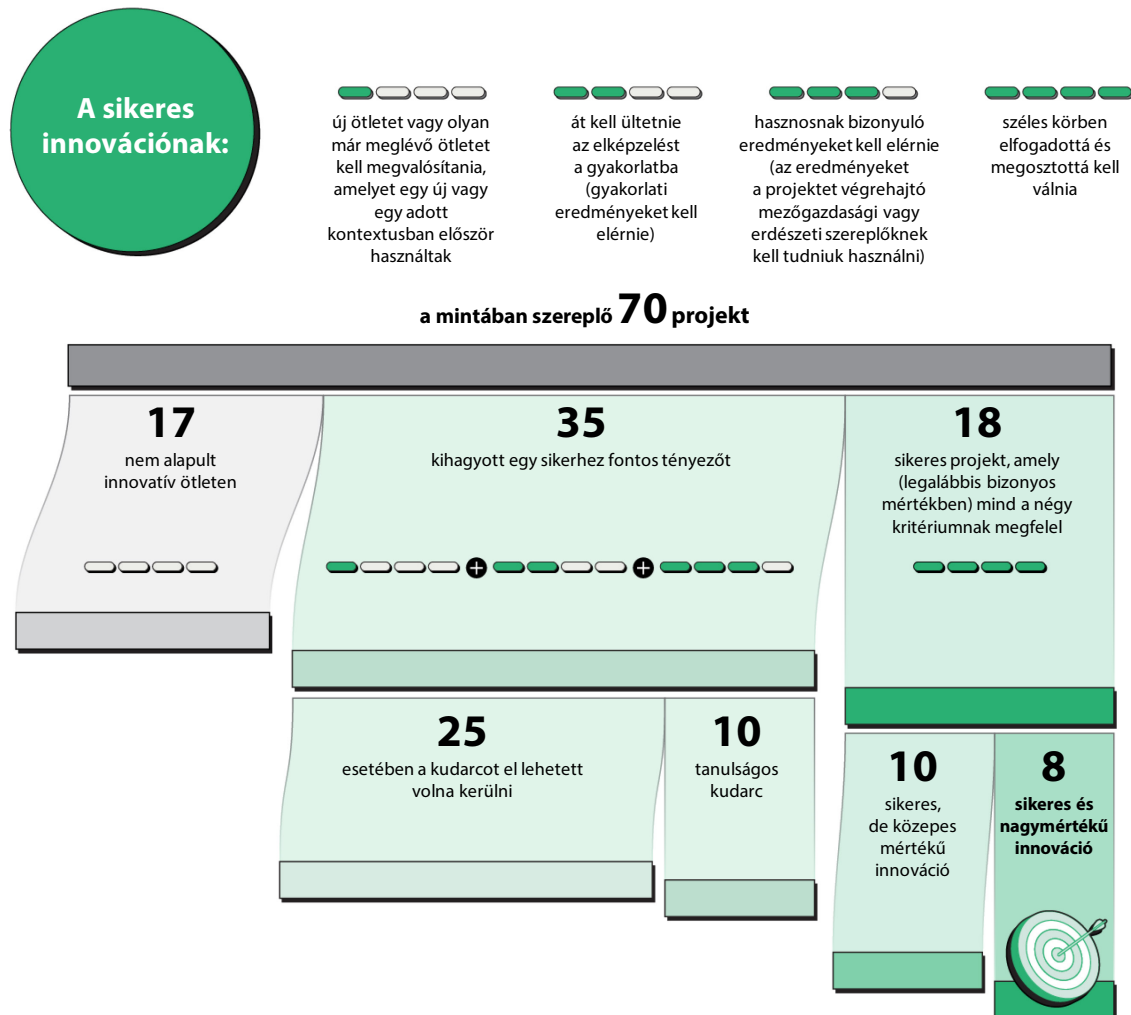 A sikeres
innovációnak:
új ötletet vagy olyan
már meglévő ötletet
kell megvalósítania,
amelyet egy új vagy
egy adott
kontextusban először
használtak
át kell ültetnie
az elképzelést
a gyakorlatba
(gyakorlati
eredményeket kell
elérnie)
hasznosnak bizonyuló
eredményeket kell elérnie
(az eredményeket
a projektet végrehajtó
mezőgazdasági vagy
erdészeti szereplőknek
kell tudniuk használni)
széles körben
elfogadottá és
megosztottá kell
válnia
a mintában szereplő 70 projekt
17
nem alapult
innovatív ötleten
35
kihagyott egy sikerhez fontos tényezőt
18
sikeres projekt, amely
(legalábbis bizonyos
mértékben) mind a négy
kritériumnak megfelel
25
esetében a kudarcot el lehetett
volna kerülni
10
tanulságos
kudarc
10
sikeres,
de közepes
mértékű
innováció
8
sikeres és
nagymértékű
innováció